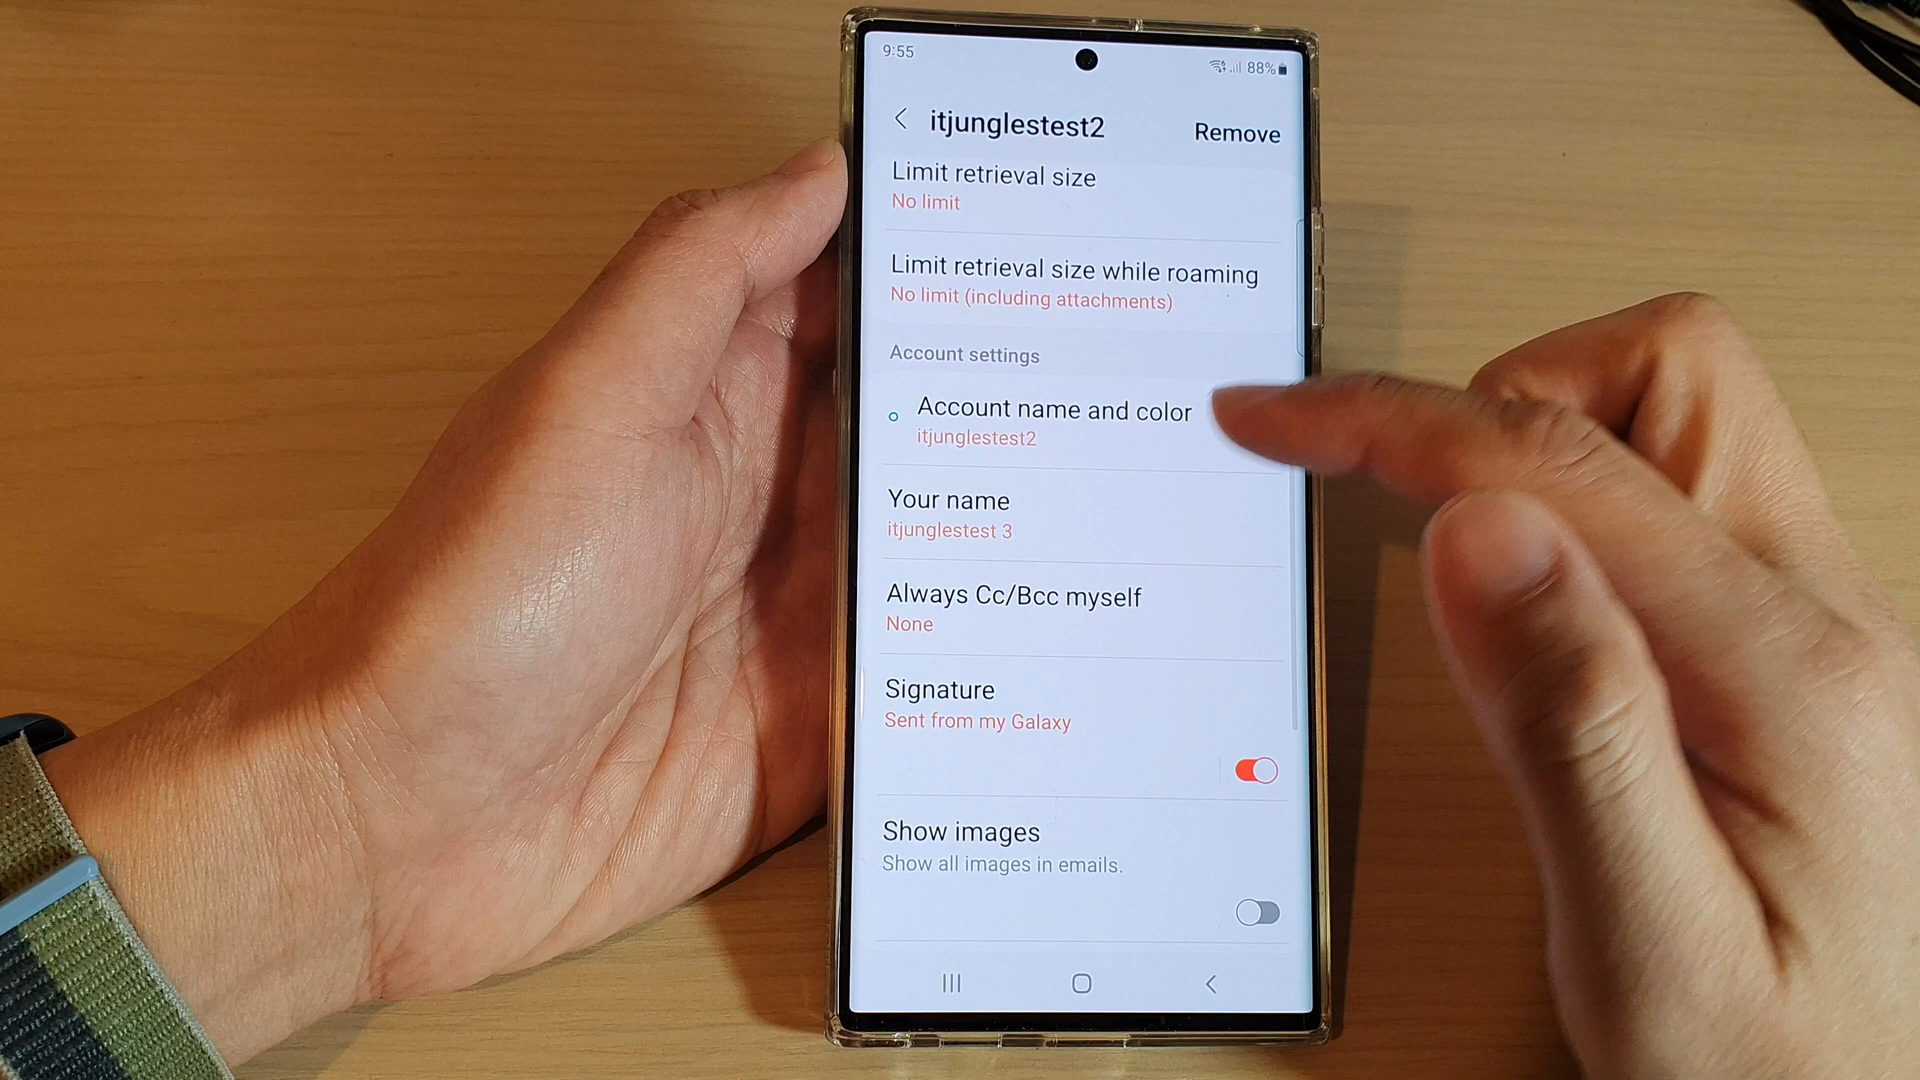 9:55
88%
itjunglestest2
Remove
Limit retrieval size
No limit
Limit retrieval size while roaming
No limit (including attachments)
Account settings
Account name and color
itjunglestest2
Your name
itjunglestest 3
Always Cc/Bcc myself
None
Signature
Sent from my Galaxy
Show images
Show all images in emails.